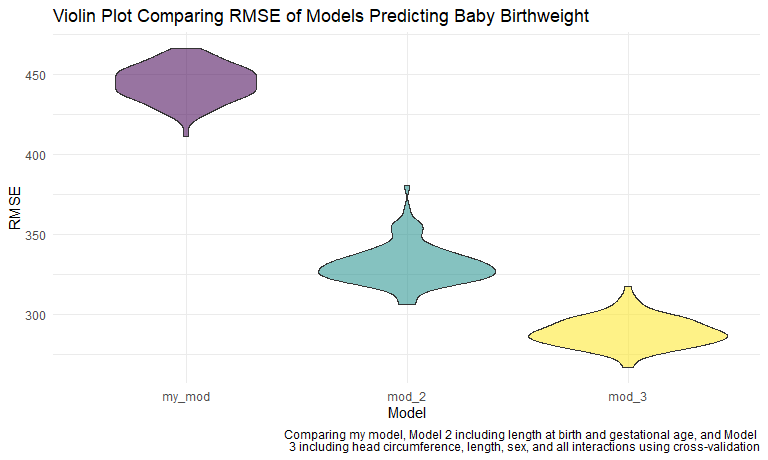 Violin Plot Comparing RMSE of Models Predicting Baby Birthweight
450
400
350
300
RMSE
my_mod mod_2 mod_3
Model
Comparing my model, Model 2 including length at birth and gestational age, and Model
3 including head circumference, length, sex, and all interactions using cross-validation